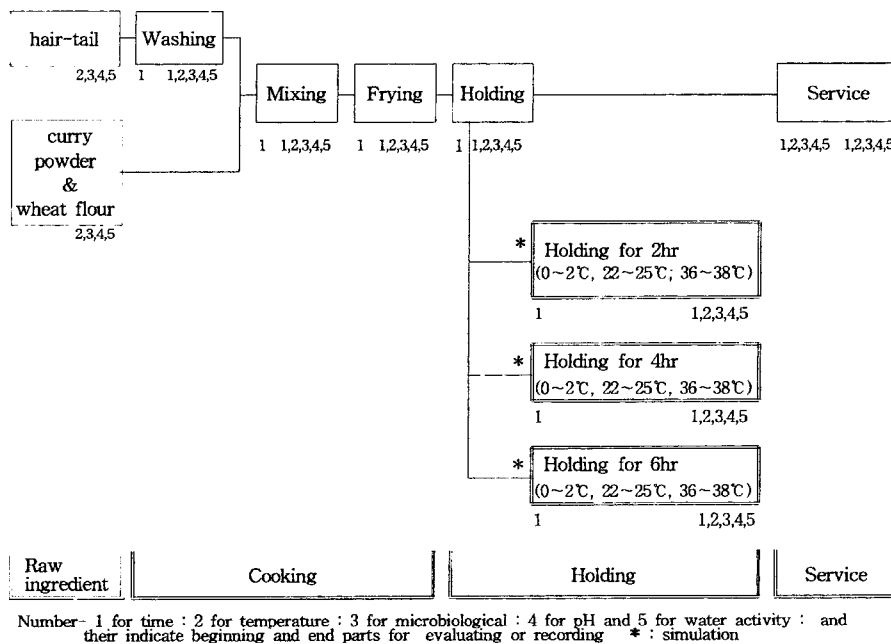 hair-tail
2,3,4,5
Washing
1 1,2,3,4,5
curry
powder
&
wheat flour
2,3,4,5
Mixing
1 1,2,3,4,5
Frying
1 1,2,3,4,5
Holding
1 1,2,3,4,5
Service
1,2,3,4,5 1,2,3,4,5
* Holding for 2hr
(0~2℃, 22~25℃; 36~38℃)
1 1,2,3,4,5
* Holding for 4hr
(0~2℃, 22~25℃, 36~38℃)
1 1,2,3,4,5
* Holding for 6hr
(0~2℃, 22~25℃, 36~38℃)
1 1,2,3,4,5
Raw
ingredient
Cooking
Holding
Service
Number- 1 for time : 2 for temperature : 3 for microbiological : 4 for pH and 5 for water activity : and
their indicate beginning and end parts for evaluating or recording * : simulation